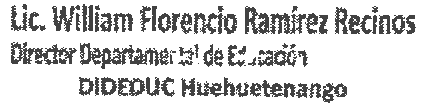 Lic. William Florencio Ramírez Recinos
Director Departamental de Educación
DIDEDUC Huehuetenango